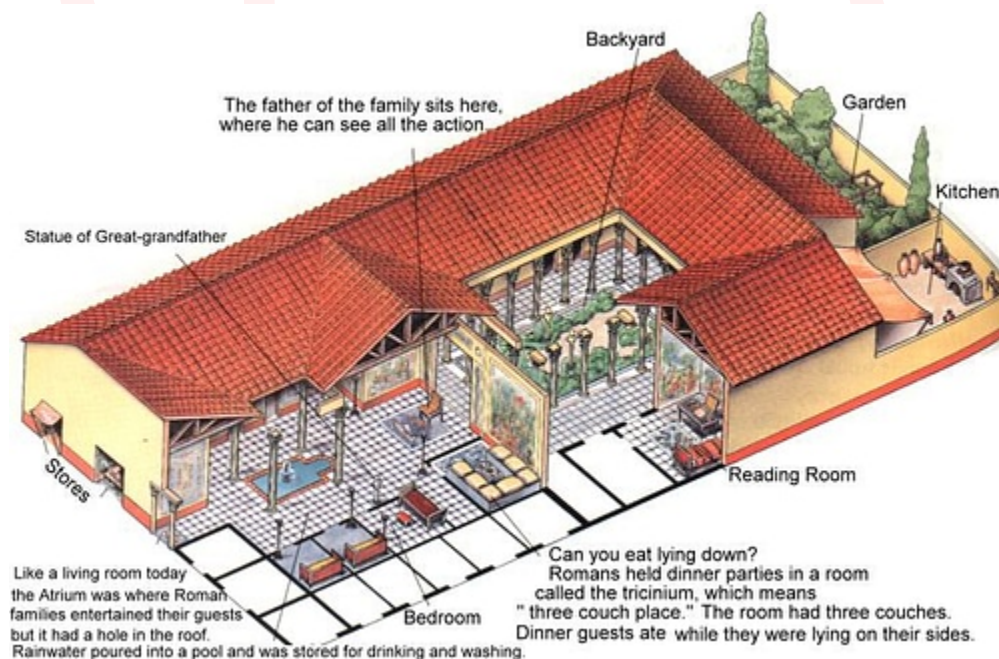 Backyard
The father of the family sits here,
where he can see all the action
Garden
Kitchen
Statue of Great-grandfather
Stores
Reading Room
Like a living room today
the Atrium was where Roman
families entertained their guests
but it had a hole in the roof.
Rainwater poured into a pool and was stored for drinking and washing.
Bedroom
Can you eat lying down?
Romans held dinner parties in a room
called the tricinium, which means
" three couch place." The room had three couches.
Dinner guests ate while they were lying on their sides.